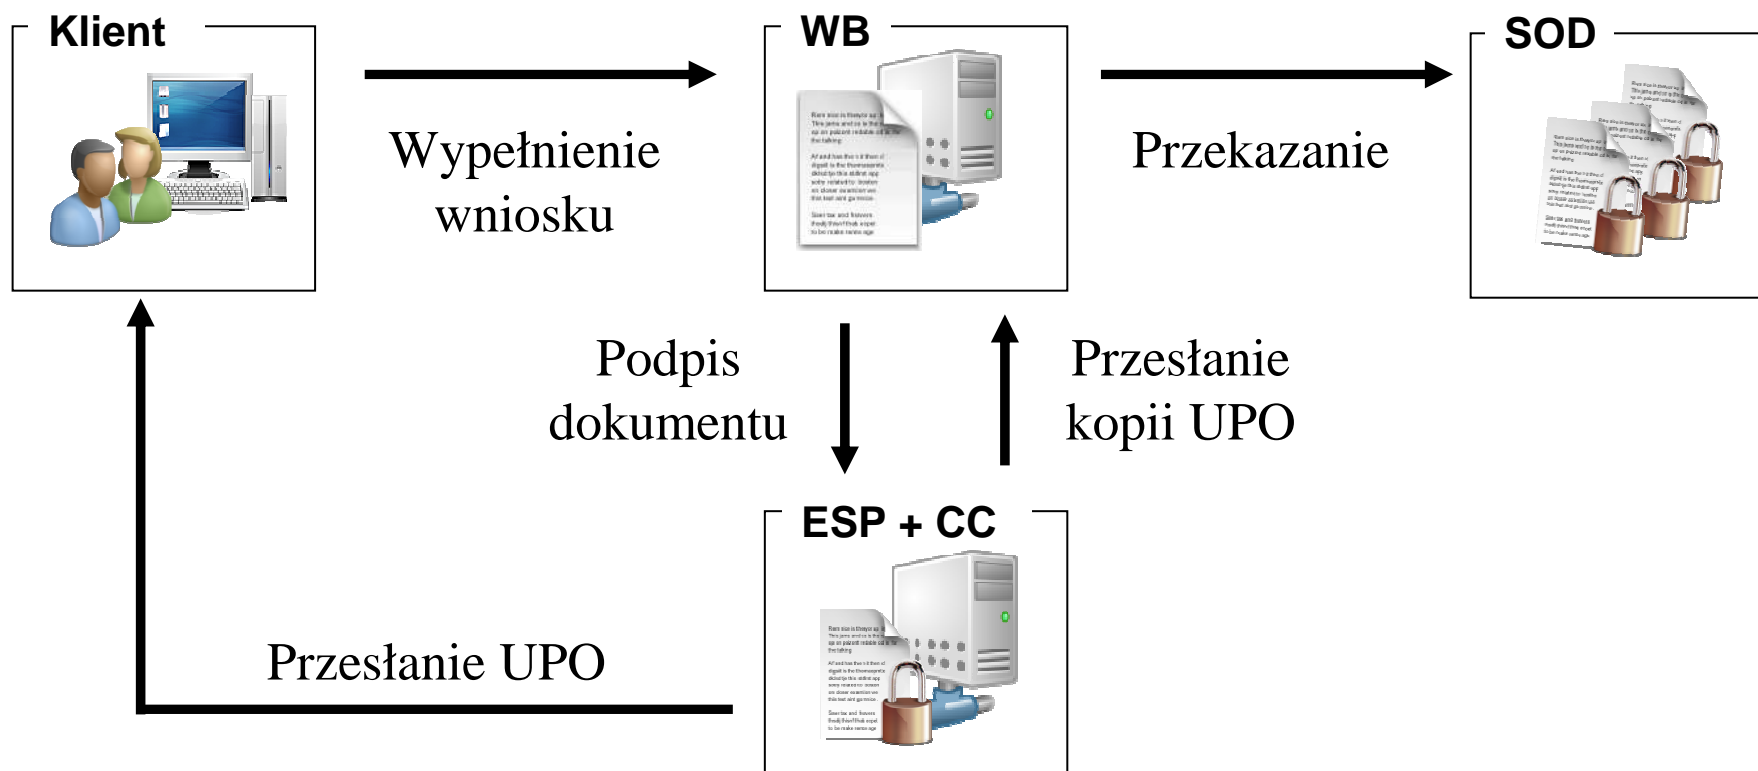 Klient
WB
SOD
Wypełnienie
wniosku
Przekazanie
Podpis
dokumentu
Przesłanie
kopii UPO
ESP + CC
Przesłanie UPO